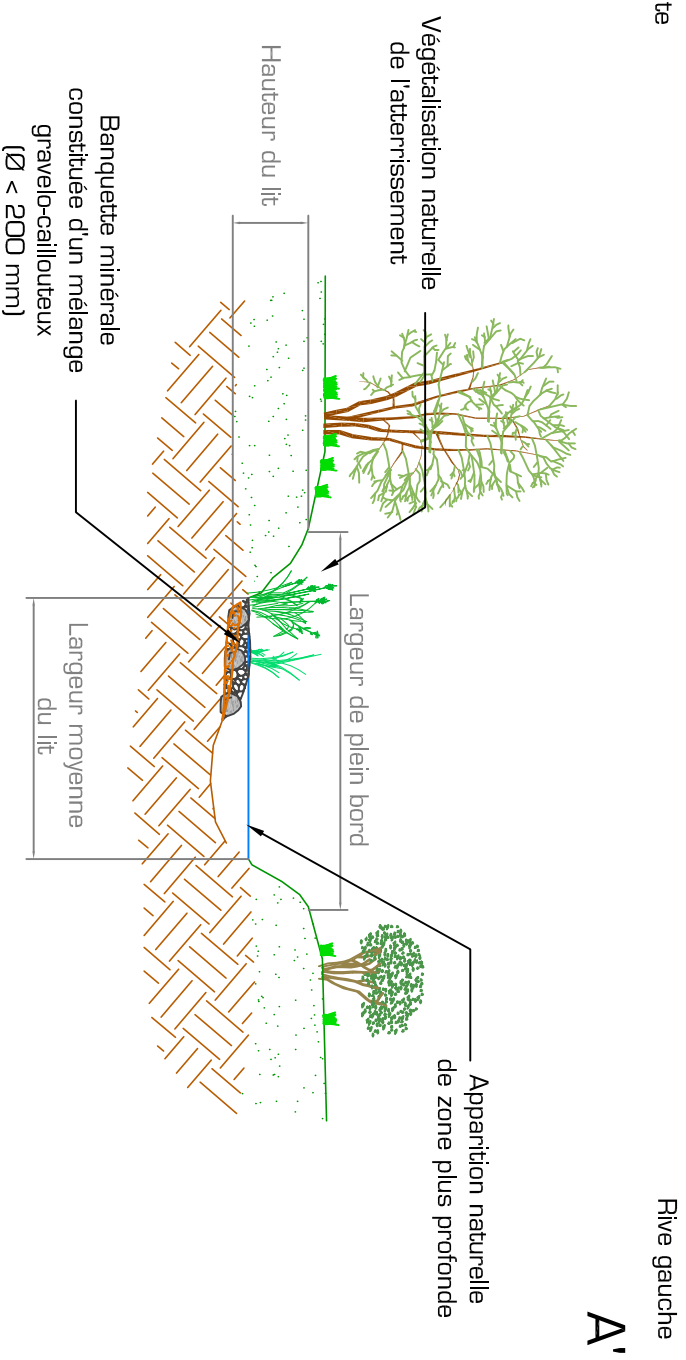 te
Rive gauche
A'
Végétalisation naturelle
de l'atterrissement
Apparition naturelle
de zone plus profonde
Hauteur du lit
Largeur de plein bord
Largeur moyenne
du lit
Banquette minérale
constituée d'un mélange
gravelo-caillouteux
(Ø < 200 mm)